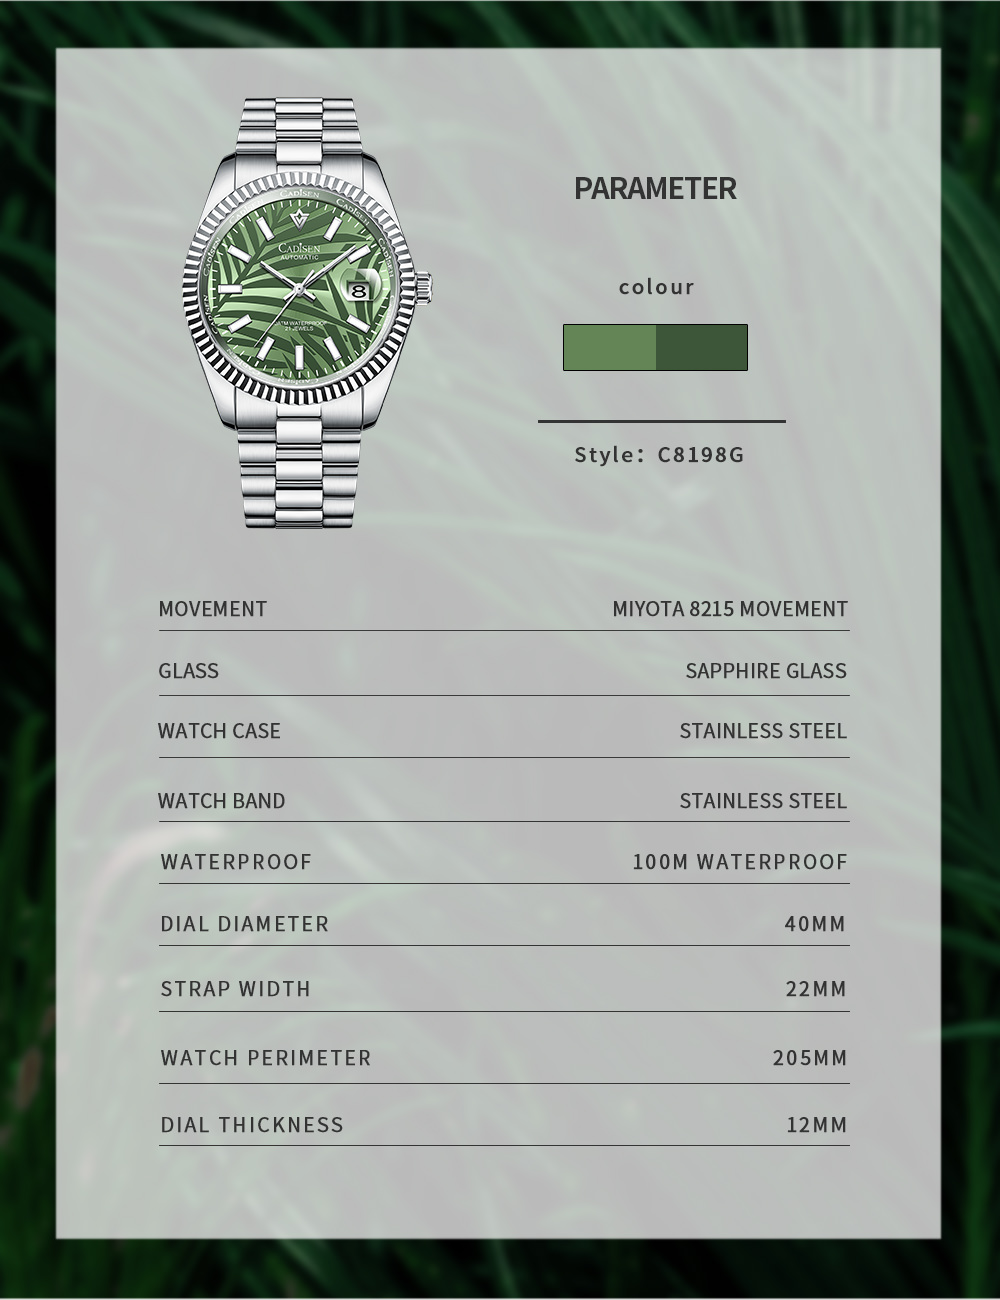 CADISEN
CADISEN
CADISEN
AUTOMATIC
8
21 JEWELS
PARAMETER
colour
Style: C8198G
MOVEMENT MIYOTA 8215 MOVEMENT
GLASS SAPPHIRE GLASS
WATCH CASE STAINLESS STEEL
WATCH BAND STAINLESS STEEL
WATERPROOF 100M WATERPROOF
DIAL DIAMETER 40MM
STRAP WIDTH 22MM
WATCH PERIMETER 205MM
DIAL THICKNESS 12MM